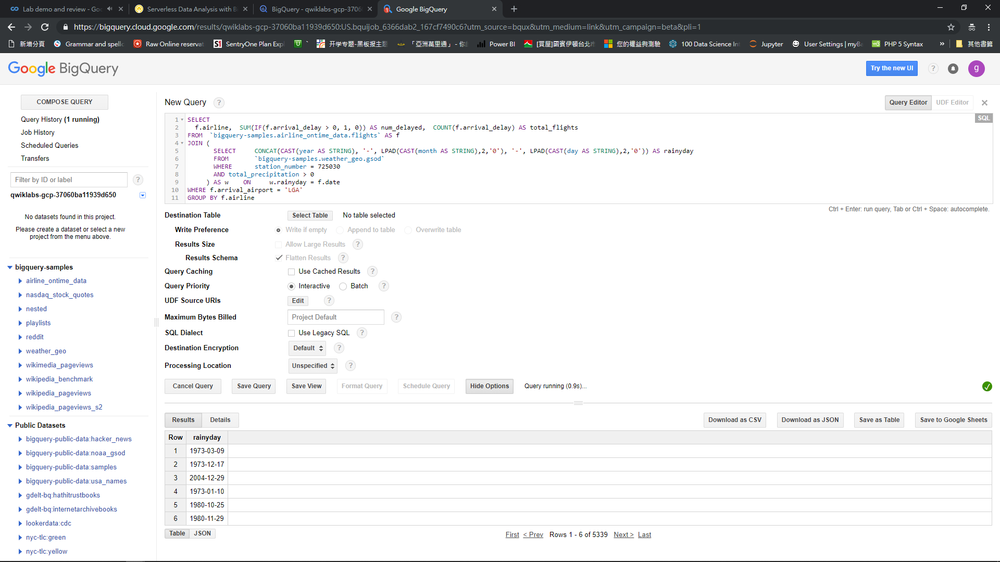 Lab demo and review - Goo
Serverless Data Analysis with B
BigQuery - qwiklabs-gcp-3706
Google BigQuery
https://bigquery.cloud.google.com/results/qwiklabs-gcp-37060ba11939d650:US.bquijob_6366dab2_167cf7490c6?utm_source=bqux&utm_medium=link&utm_campaign=beta&pli=1
新增分頁
Grammar and spell
Raw Online reservat
S1 SentryOne Plan Expl
开学专题-黑板报主题
「亞洲萬里通」 - 你的
Power BI
[買屋]國賓伊頓台北市
您的權益與測驗
100 Data Science Int
Jupyter
User Settings | myBa
PHP 5 Syntax
»
其他書籤
Google BigQuery
Try the new UI
?
g
COMPOSE QUERY
Query History (1 running)
Job History
Scheduled Queries
Transfers
Filter by ID or label
?
qwiklabs-gcp-37060ba11939d650
No datasets found in this project.
Please create a dataset or select a new
project from the menu above.
bigquery-samples
airline_ontime_data
nasdaq_stock_quotes
nested
playlists
reddit
weather_geo
wikimedia_pageviews
wikipedia_benchmark
wikipedia_pageviews
wikipedia_pageviews_s2
Public Datasets
bigquery-public-data:hacker_news
bigquery-public-data:noaa_gsod
bigquery-public-data:samples
bigquery-public-data:usa_names
gdelt-bq:hathitrustbooks
gdelt-bq:internetarchivebooks
lookerdata:cdc
nyc-tlc:green
nyc-tlc:yellow
New Query ?
Query Editor UDF Editor
SQL
1 SELECT
2 f.airline, SUM(IF(f.arrival_delay > 0, 1, 0)) AS num_delayed, COUNT(f.arrival_delay) AS total_flights
3 FROM `bigquery-samples.airline_ontime_data.flights` AS f
4 JOIN (
5 SELECT CONCAT(CAST(year AS STRING), '-', LPAD(CAST(month AS STRING),2,'0'), '-', LPAD(CAST(day AS STRING),2,'0')) AS rainyday
6 FROM `bigquery-samples.weather_geo.gsod`
7 WHERE station_number = 725030
8 AND total_precipitation > 0
9 ) AS w ON w.rainyday = f.date
10 WHERE f.arrival_airport = 'LGA'
11 GROUP BY f.airline
Ctrl + Enter: run query, Tab or Ctrl + Space: autocomplete.
Destination Table Select Table No table selected
Write Preference Write if empty Append to table Overwrite table
Results Size Allow Large Results ?
Results Schema Flatten Results ?
Query Caching Use Cached Results ?
Query Priority Interactive Batch ?
UDF Source URIs Edit ?
Maximum Bytes Billed Project Default ?
SQL Dialect Use Legacy SQL ?
Destination Encryption Default ?
Processing Location Unspecified ?
Cancel Query Save Query Save View Format Query Schedule Query Hide Options Query running (0.9s)...
Results Details Download as CSV Download as JSON Save as Table Save to Google Sheets
Row rainyday
1 1973-03-09
2 1973-12-17
3 2004-12-29
4 1973-01-10
5 1980-10-25
6 1980-11-29
Table JSON First < Prev Rows 1 - 6 of 5339 Next > Last